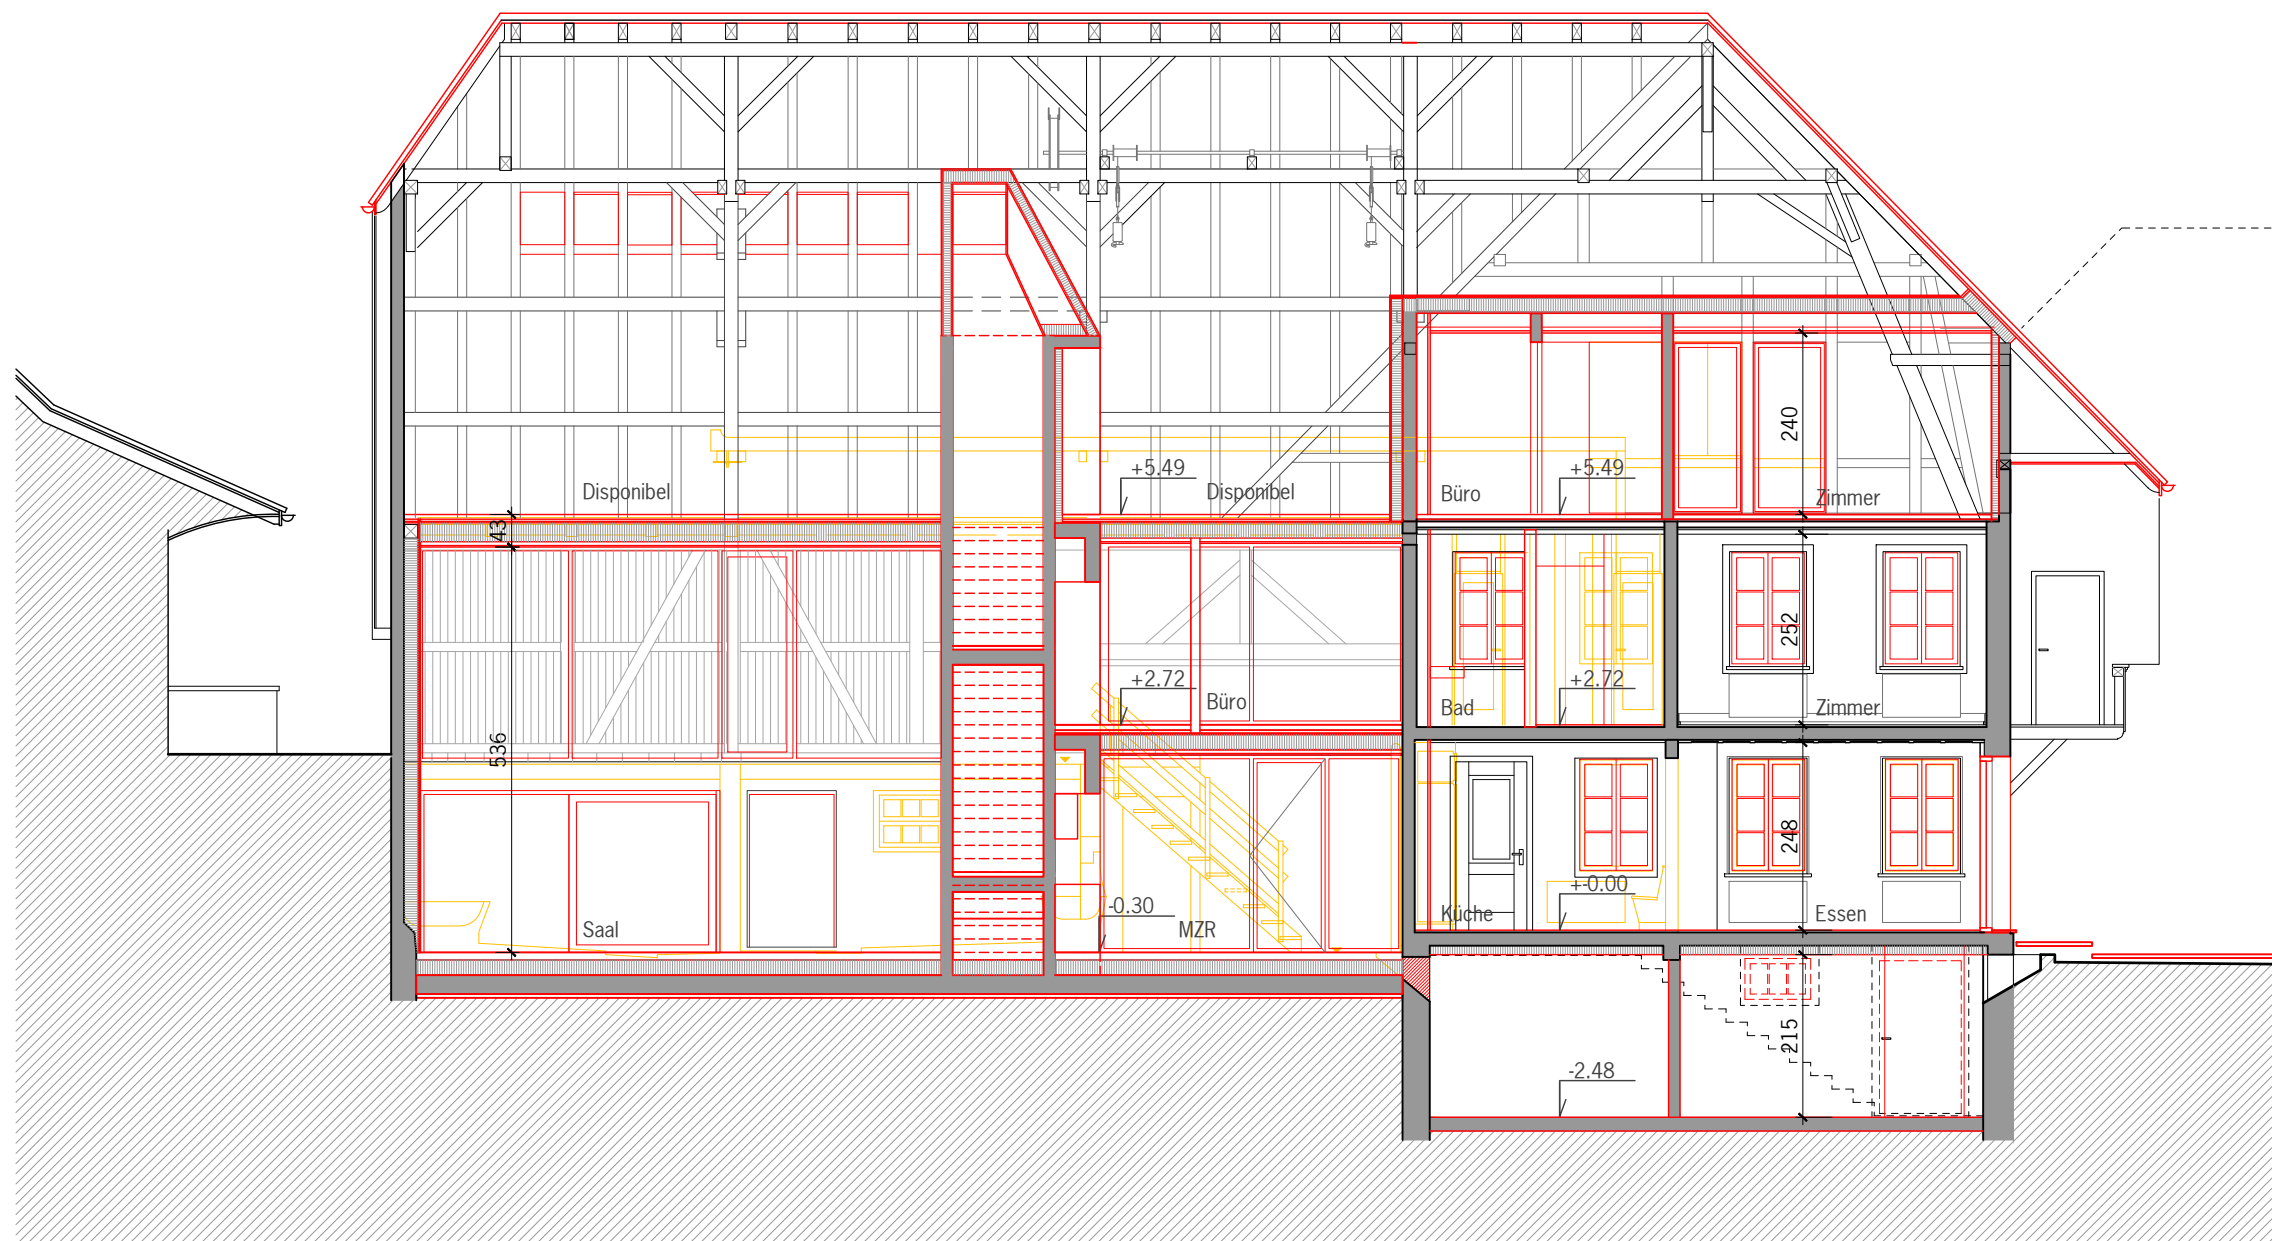 240
+5.49
+5.49
Disponibel
Disponibel
Büro
Zimmer
43
252
+2.72
+2.72
Büro
Bad
Zimmer
536
248
+-0.00
-0.30
Küche
Essen
Saal
MZR
215
-2.48